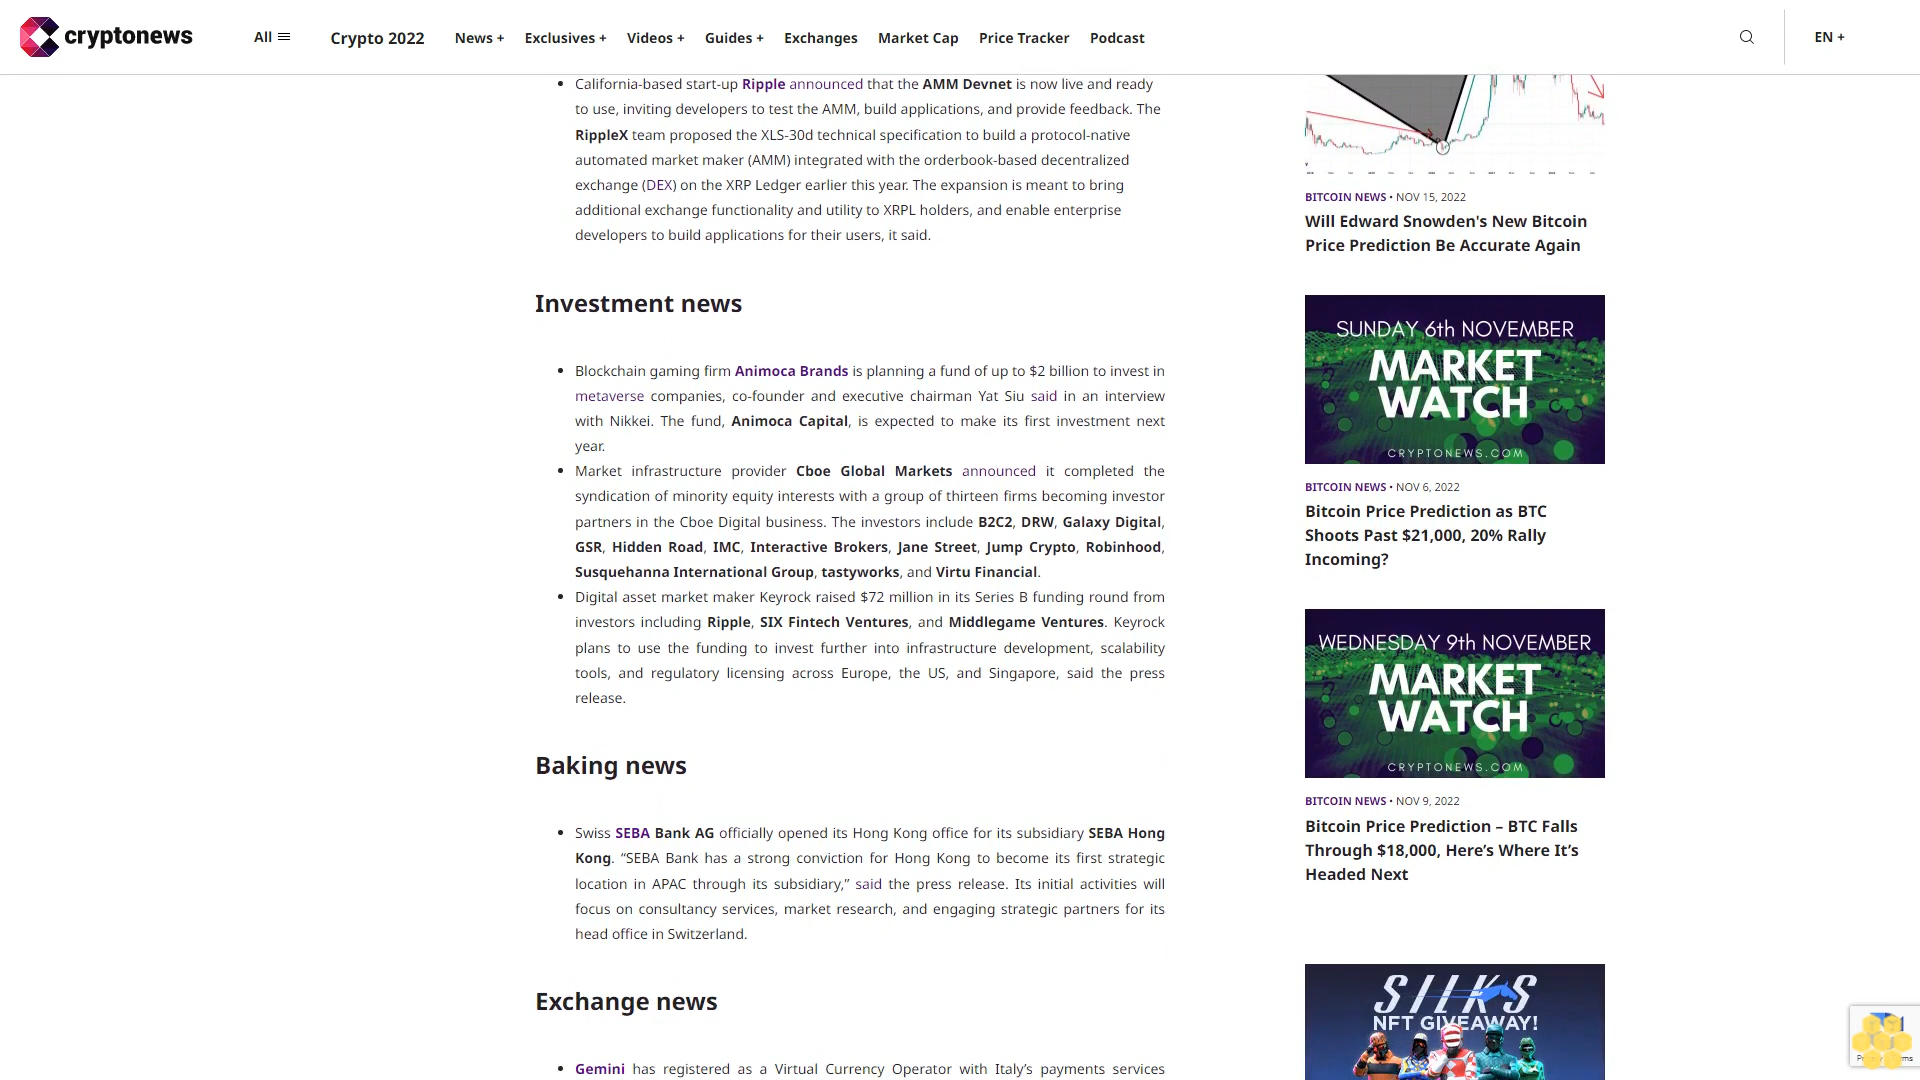 cryptonews
All
Crypto 2022
News +
Exclusives +
Videos +
Guides +
Exchanges
Market Cap
Price Tracker
Podcast
EN +
California-based start-up Ripple announced that the AMM Devnet is now live and ready
to use, inviting developers to test the AMM, build applications, and provide feedback. The
RippleX team proposed the XLS-30d technical specification to build a protocol-native
automated market maker (AMM) integrated with the orderbook-based decentralized
exchange (DEX) on the XRP Ledger earlier this year. The expansion is meant to bring
additional exchange functionality and utility to XRPL holders, and enable enterprise
developers to build applications for their users, it said.
Investment news
Blockchain gaming firm Animoca Brands is planning a fund of up to $2 billion to invest in
metaverse companies, co-founder and executive chairman Yat Siu said in an interview
with Nikkei. The fund, Animoca Capital, is expected to make its first investment next
year.
Market infrastructure provider Cboe Global Markets announced it completed the
syndication of minority equity interests with a group of thirteen firms becoming investor
partners in the Cboe Digital business. The investors include B2C2, DRW, Galaxy Digital,
GSR, Hidden Road, IMC, Interactive Brokers, Jane Street, Jump Crypto, Robinhood,
Susquehanna International Group, tastyworks, and Virtu Financial.
Digital asset market maker Keyrock raised $72 million in its Series B funding round from
investors including Ripple, SIX Fintech Ventures, and Middlegame Ventures. Keyrock
plans to use the funding to invest further into infrastructure development, scalability
tools, and regulatory licensing across Europe, the US, and Singapore, said the press
release.
Baking news
Swiss SEBA Bank AG officially opened its Hong Kong office for its subsidiary SEBA Hong
Kong. “SEBA Bank has a strong conviction for Hong Kong to become its first strategic
location in APAC through its subsidiary,” said the press release. Its initial activities will
focus on consultancy services, market research, and engaging strategic partners for its
head office in Switzerland.
Exchange news
Gemini has registered as a Virtual Currency Operator with Italy’s payments services
BITCOIN NEWS • NOV 15, 2022
Will Edward Snowden's New Bitcoin
Price Prediction Be Accurate Again
SUNDAY 6th NOVEMBER
MARKET
WATCH
CRYPTONEWS.COM
BITCOIN NEWS • NOV 6, 2022
Bitcoin Price Prediction as BTC
Shoots Past $21,000, 20% Rally
Incoming?
WEDNESDAY 9th NOVEMBER
MARKET
WATCH
CRYPTONEWS.COM
BITCOIN NEWS • NOV 9, 2022
Bitcoin Price Prediction – BTC Falls
Through $18,000, Here’s Where It’s
Headed Next
SILKS
NFT GIVEAWAY!